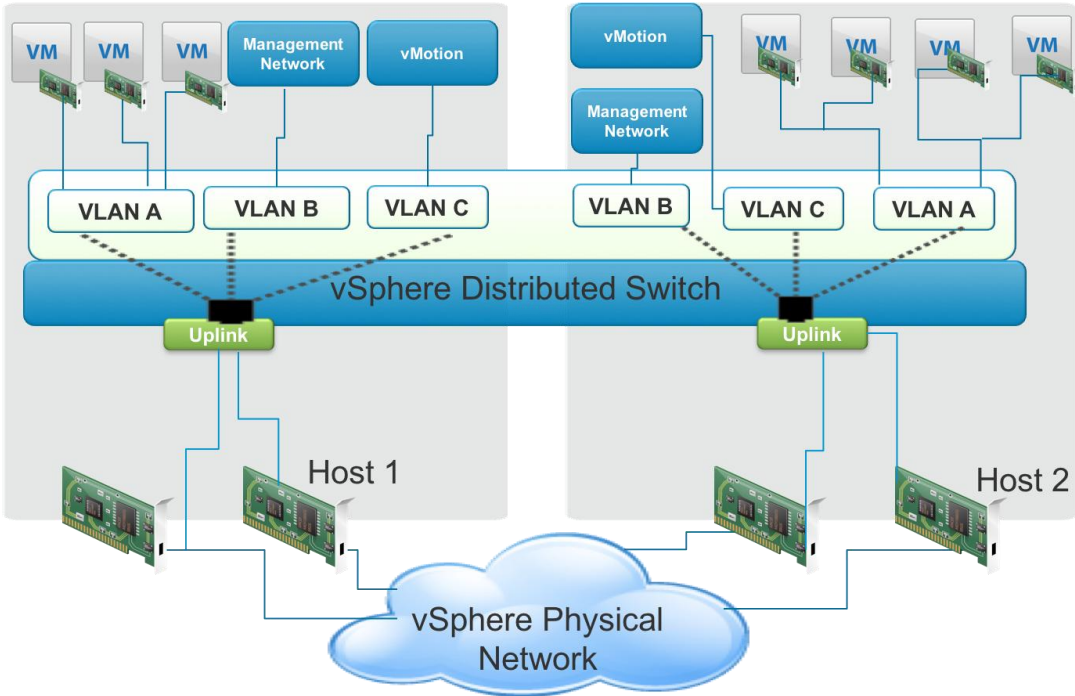 VM
VM
VM
Management
Network
vMotion
vMotion
Management
Network
VM
VM
VM
VM
VLAN A
VLAN B
VLAN C
VLAN B
VLAN C
VLAN A
vSphere Distributed Switch
Uplink
Uplink
Host 1
Host 2
vSphere Physical
Network